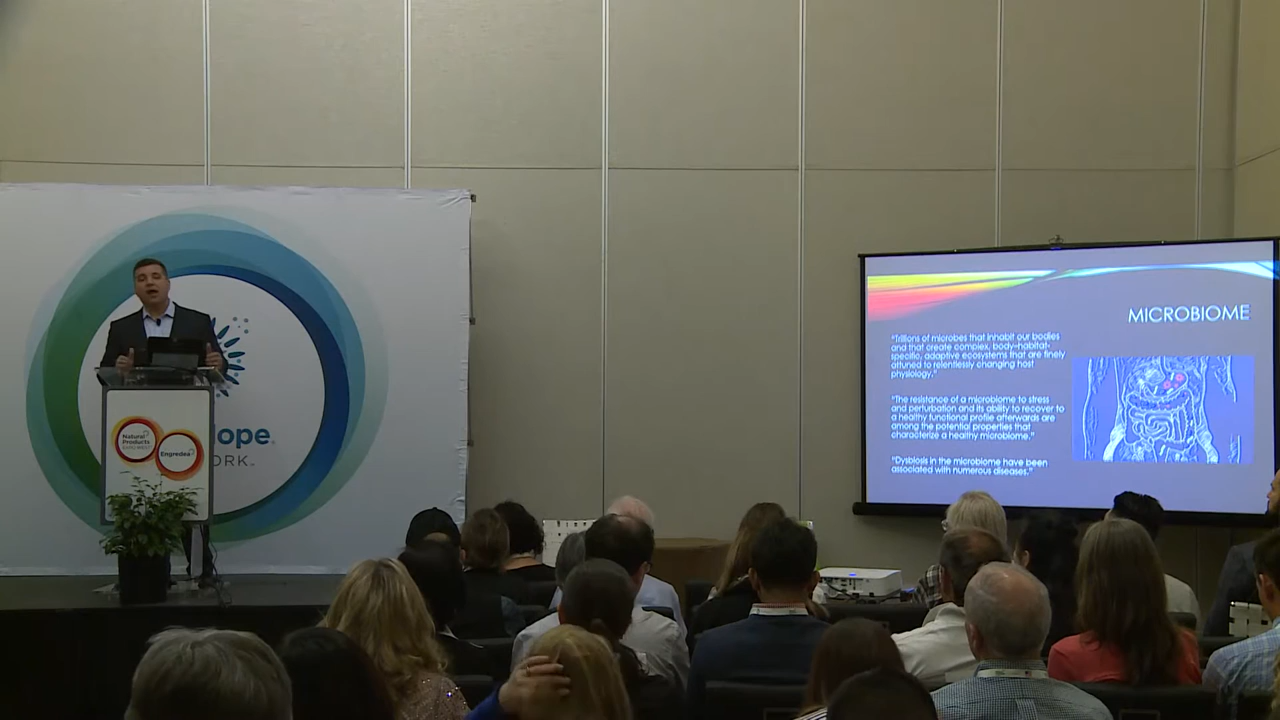 ope
ORK
Natural
Products
EXPO WEST
Engredea
MICROBIOME
"Trillions of microbes that inhabit our bodies
and that create complex, body-habitat-
specific, adaptive ecosystems that are finely
attuned to relentlessly changing host
physiology."
"The resistance of a microbiome to stress
and perturbation and its ability to recover to
a healthy functional profile afterwards are
among the potential properties that
characterize a healthy microbiome."
"Dysbiosis in the microbiome have been
associated with numerous diseases."